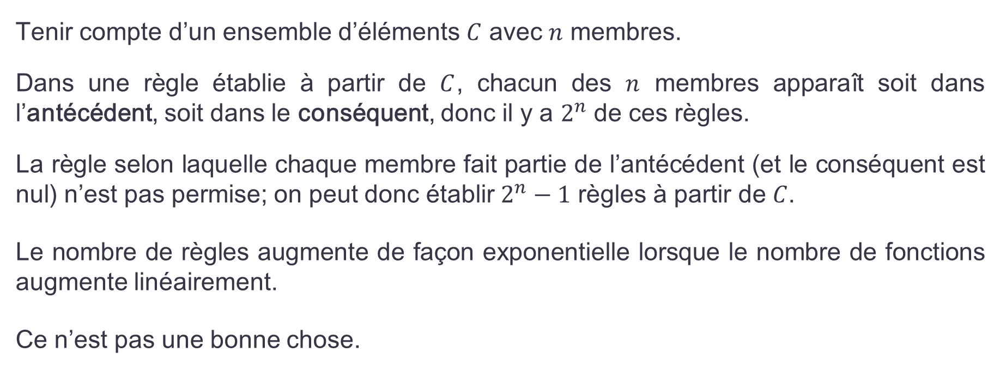 Tenir compte d’un ensemble d’éléments C avec n membres.
Dans une règle établie à partir de C, chacun des n membres apparaît soit dans
l’antécédent, soit dans le conséquent, donc il y a 2ⁿ de ces règles.
La règle selon laquelle chaque membre fait partie de l’antécédent (et le conséquent est
nul) n’est pas permise; on peut donc établir 2ⁿ − 1 règles à partir de C.
Le nombre de règles augmente de façon exponentielle lorsque le nombre de fonctions
augmente linéairement.
Ce n’est pas une bonne chose.